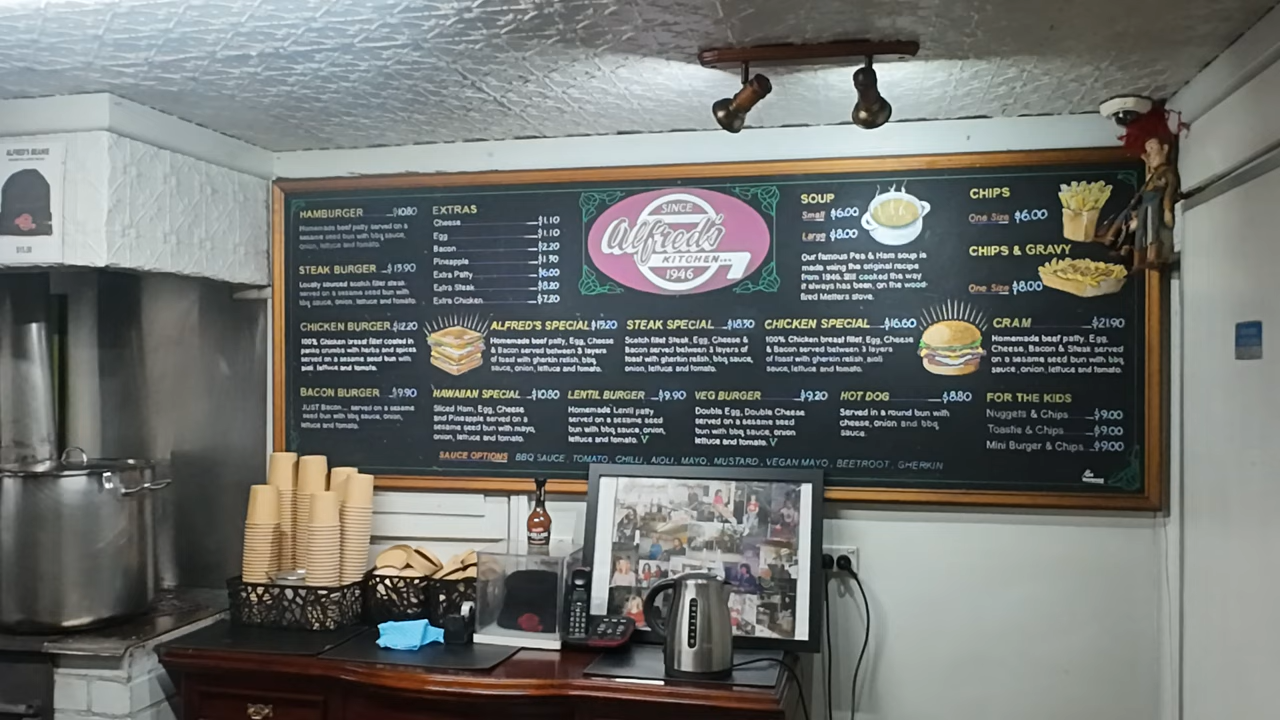 ALFRED'S BEANIE
$15.00
HAMBURGER $10.80
Homemade beef patty served on a
sesame seed bun with bbq sauce,
onion, lettuce and tomato.
STEAK BURGER $13.90
Locally sourced scotch fillet steak
served on a sesame seed bun with
bbq sauce, onion, lettuce and tomato.
CHICKEN BURGER $12.20
100% Chicken breast fillet coated in
panko crumbs with herbs and spices
served on a sesame seed bun with
aioli, lettuce and tomato.
BACON BURGER $9.90
JUST Bacon... served on a sesame
seed bun with bbq sauce, onion,
lettuce and tomato.
EXTRAS
Cheese $1.10
Egg $1.10
Bacon $2.20
Pineapple
Extra Patty $6.00
Extra Steak $8.20
Extra Chicken $7.20
SINCE
Alfred's
KITCHEN...
1946
SOUP
Small $6.00
Large $8.00
Our famous Pea & Ham soup is
made using the original recipe
from 1946. Still cooked the way
it always has been, on the wood-
fired Metters stove.
CHIPS
One Size $6.00
CHIPS & GRAVY
One Size $8.00
ALFRED'S SPECIAL
Homemade beef patty, Egg, Cheese
& Bacon served between 3 layers
of toast with gherkin relish, bbq
sauce, lettuce and tomato.
STEAK SPECIAL $18.30
Scotch fillet Steak, Egg, Cheese &
Bacon served between 3 layers of
toast with gherkin relish, bbq sauce,
onion, lettuce and tomato.
CHICKEN SPECIAL $16.60
100% Chicken breast fillet, Egg, Cheese
& Bacon served between 3 layers
of toast with gherkin relish, aioli
sauce, lettuce and tomato.
CRAM $21.90
Homemade beef patty, Egg,
Cheese, Bacon & Steak served
on a sesame seed bun with bbq
sauce, onion, lettuce and tomato.
HAWAIIAN SPECIAL $10.80
Sliced Ham, Egg, Cheese
and Pineapple served on a
sesame seed bun with mayo,
onion, lettuce and tomato.
LENTIL BURGER $9.90
Homemade Lentil patty
served on a sesame seed
bun with bbq sauce, onion,
lettuce and tomato. V
VEG BURGER $9.20
Double Egg, Double Cheese
served on a sesame seed
bun with bbq sauce, onion
lettuce and tomato. V
HOT DOG $8.80
Served in a round bun with
cheese, onion and bbq
sauce.
FOR THE KIDS
Nuggets & Chips $9.00
Toastie & Chips $9.00
Mini Burger & Chips $9.00
SAUCE OPTIONS BBQ SAUCE, TOMATO, CHILLI, AIOLI, MAYO, MUSTARD, VEGAN MAYO, BEETROOT, GHERKIN